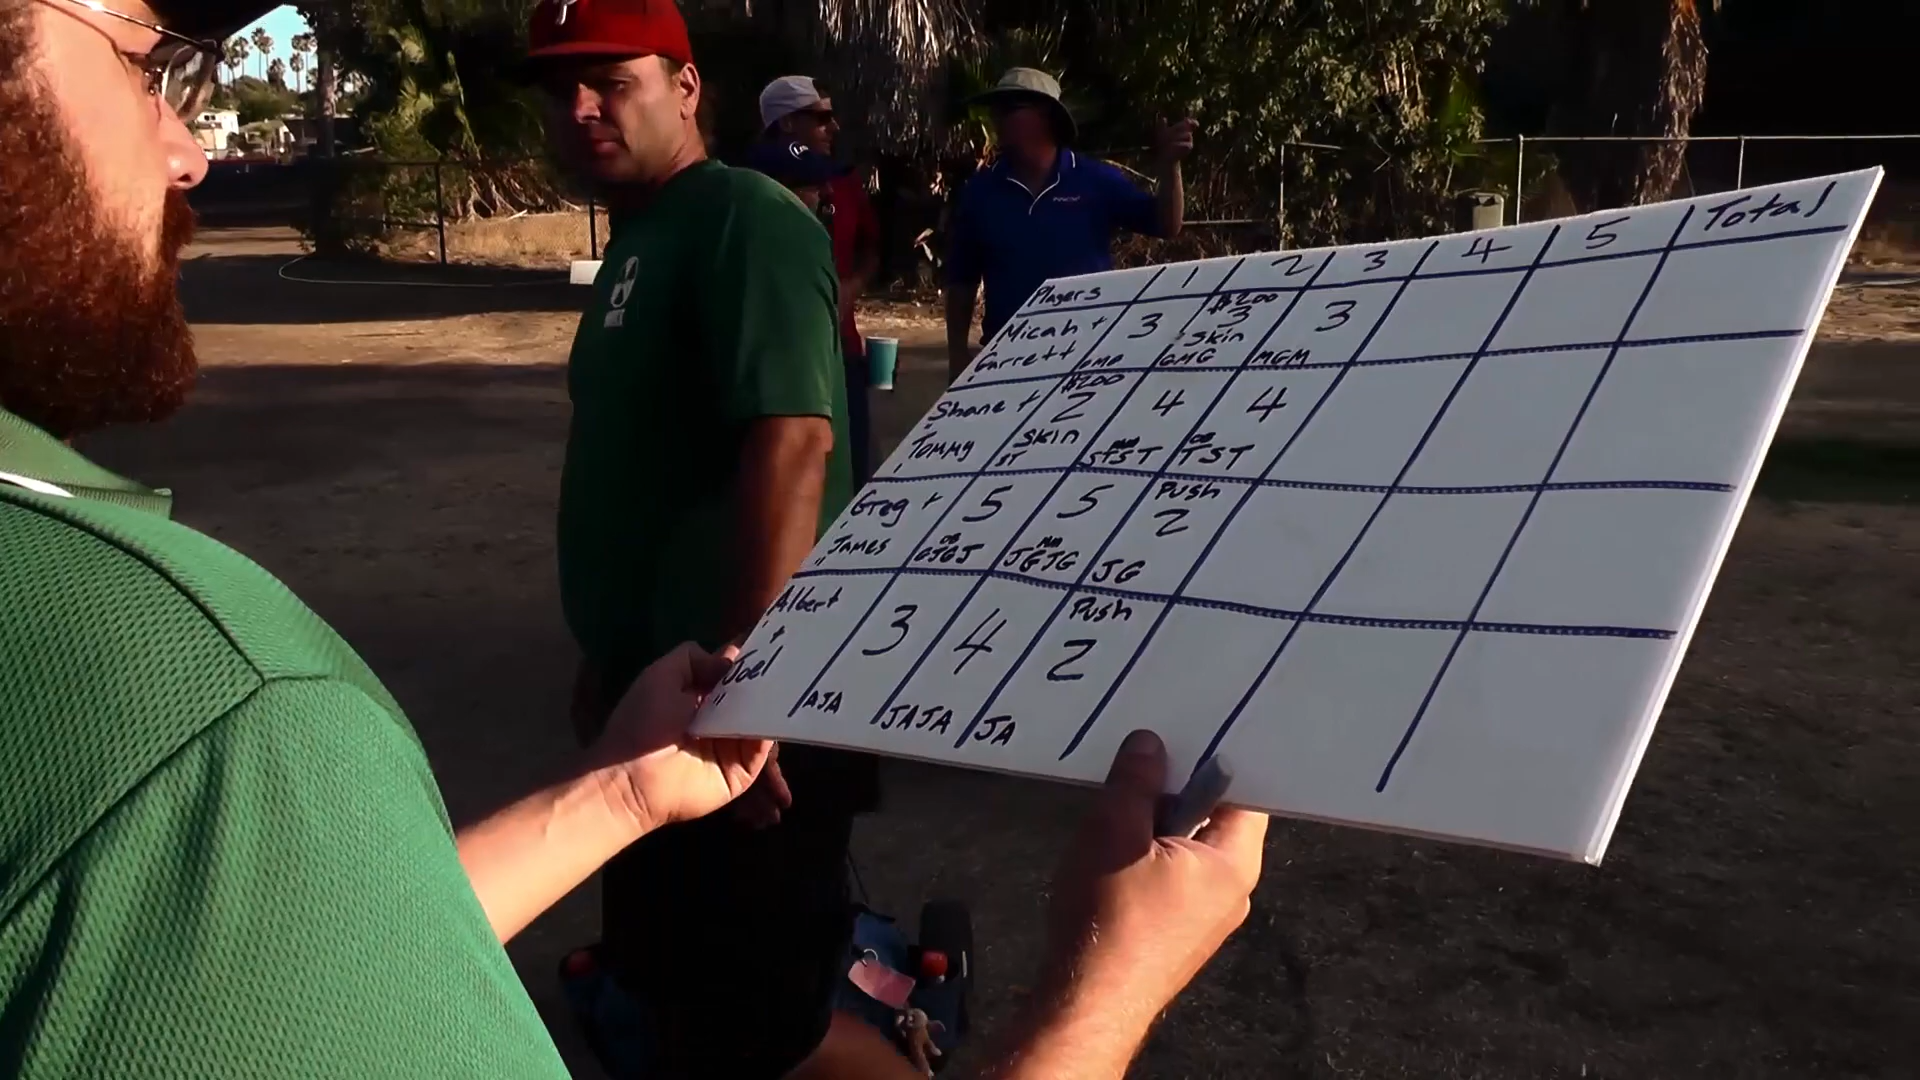 Players 1 2 3 4 5 Total
Micah + 3 $200 3 3
Garrett Skin
GMG MGM
Shane + $200 2 4 4
Tommy Skin
ST TST
Greg + 5 5 Push 2
James OB
GJGJ JGJG JG
Albert 3 4 Push 2
+
Joel
AJA JAJA JA